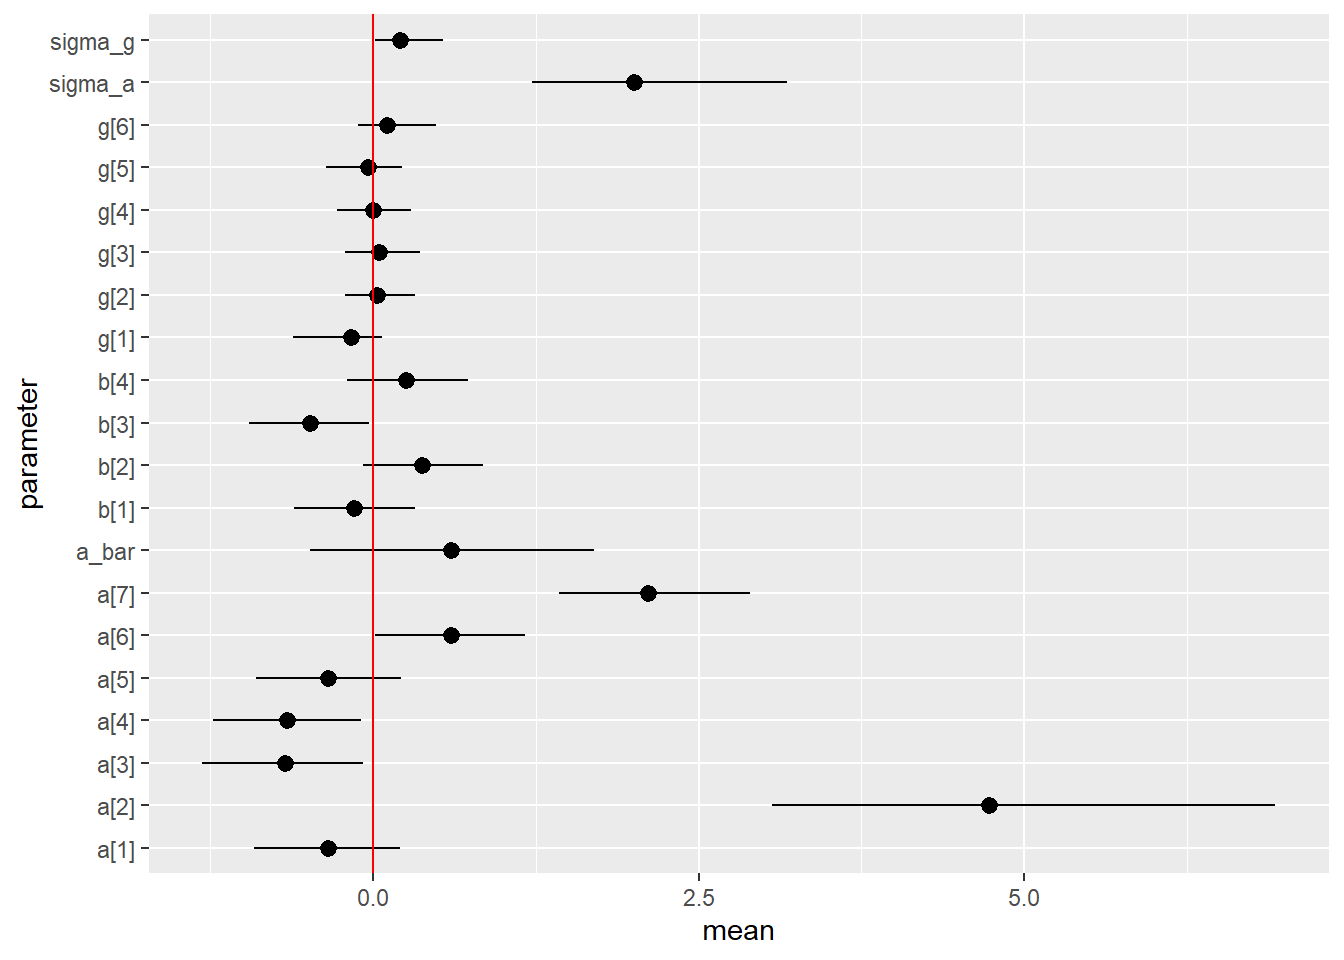 sigma_g
sigma_a
g[6]
g[5]
g[4]
g[3]
g[2]
g[1]
b[4]
b[3]
b[2]
b[1]
a_bar
a[7]
a[6]
a[5]
a[4]
a[3]
a[2]
a[1]
parameter
0.0 2.5 5.0
mean